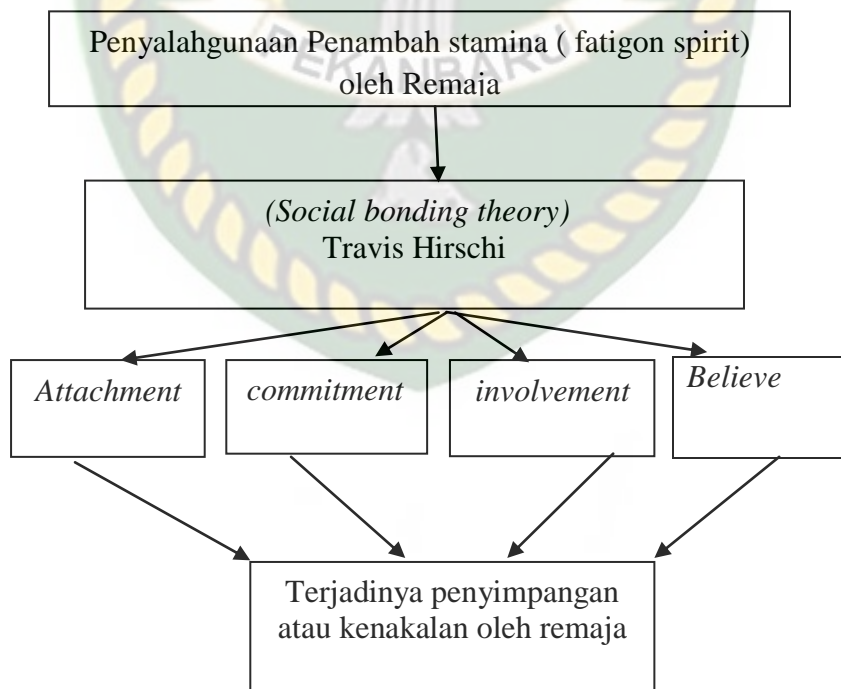 Penyalahgunaan Penambah stamina ( fatigon spirit)
oleh Remaja
PEKANBARU
(Social bonding theory)
Travis Hirschi
Attachment
commitment
involvement
Believe
Terjadinya penyimpangan
atau kenakalan oleh remaja